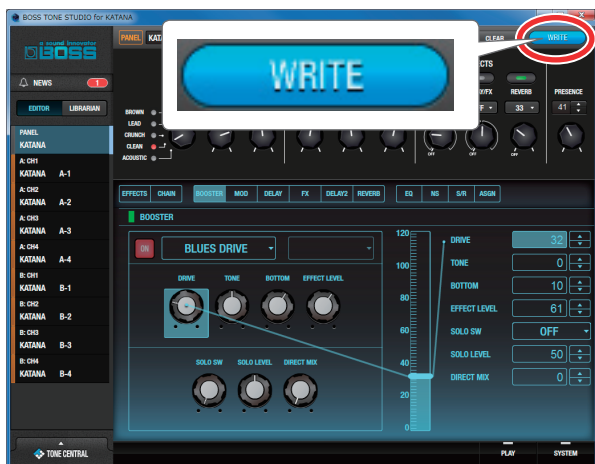 BOSS TONE STUDIO for KATANA
a sound innovator
BOSS
NEWS 1
EDITOR LIBRARIAN
PANEL
KATANA
A: CH1
KATANA A-1
A: CH2
KATANA A-2
A: CH3
KATANA A-3
A: CH4
KATANA A-4
B: CH1
KATANA B-1
B: CH2
KATANA B-2
B: CH3
KATANA B-3
B: CH4
KATANA B-4
TONE CENTRAL
PANEL
CLEAR
WRITE
WRITE
BROWN
LEAD
CRUNCH
CLEAN
ACOUSTIC
REVERB
33
PRESENCE
41
OFF
OFF
EFFECTS CHAIN BOOSTER MOD DELAY FX DELAY2 REVERB EQ NS S/R ASGN
BOOSTER
ON BLUES DRIVE
DRIVE TONE BOTTOM EFFECT LEVEL
SOLO SW SOLO LEVEL DIRECT MIX
120
100
80
60
40
20
0
DRIVE 32
TONE 0
BOTTOM 10
EFFECT LEVEL 61
SOLO SW OFF
SOLO LEVEL 50
DIRECT MIX 0
PLAY SYSTEM